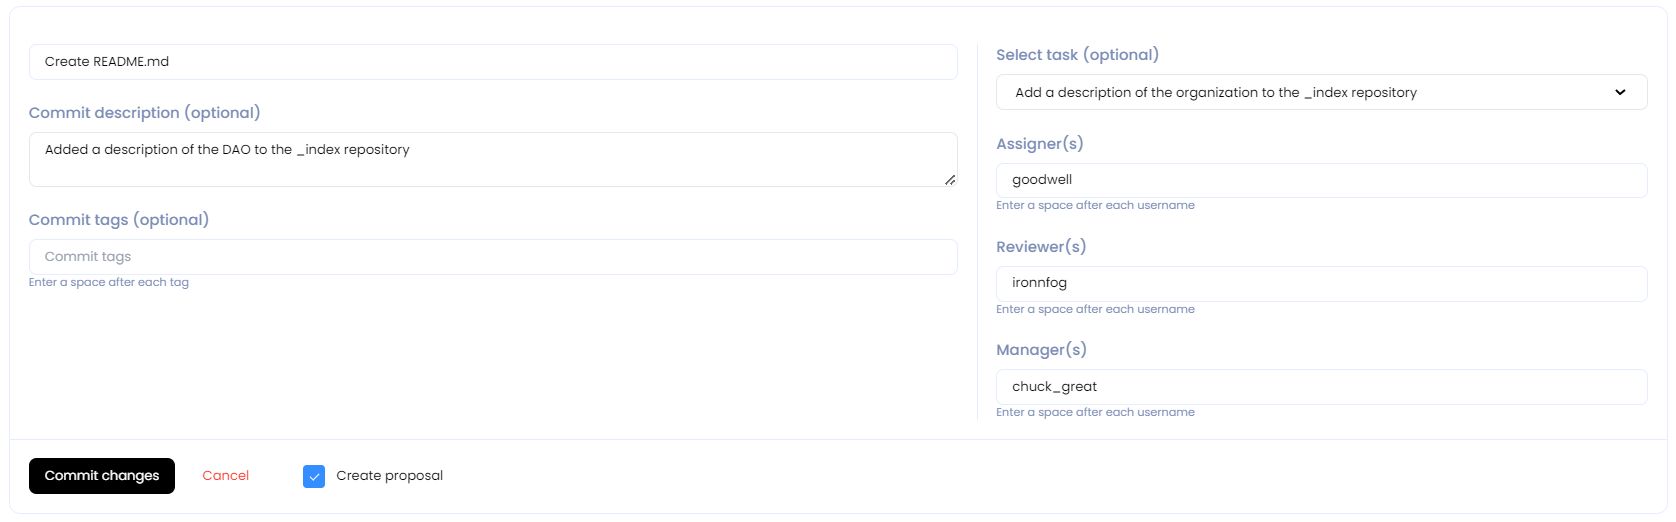 Create README.md
Commit description (optional)
Added a description of the DAO to the _index repository
Commit tags (optional)
Commit tags
Enter a space after each tag
Select task (optional)
Add a description of the organization to the _index repository
Assigner(s)
goodwell
Enter a space after each username
Reviewer(s)
ironnfog
Enter a space after each username
Manager(s)
chuck_great
Enter a space after each username
Commit changes
Cancel
Create proposal